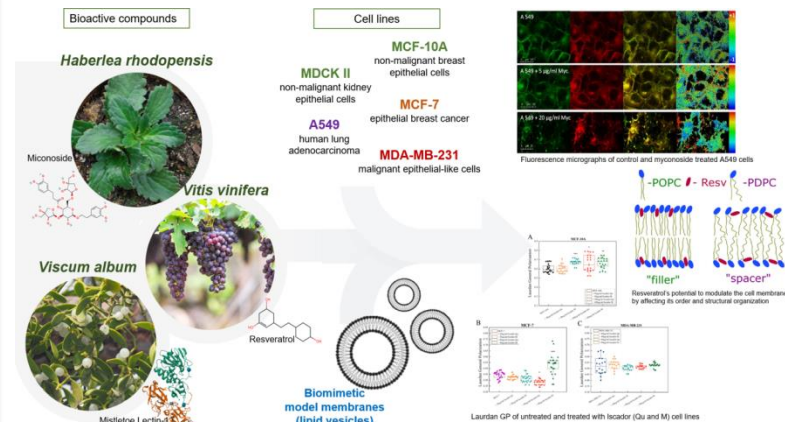 Bioactive compounds
Haberlea rhodopensis
Miconoside
Vitis vinifera
Viscum album
Resveratrol
Mistletoe Lectin-I
Cell lines
MCF-10A
non-malignant breast
epithelial cells
MDCK II
non-malignant kidney
epithelial cells
MCF-7
epithelial breast cancer
A549
human lung
adenocarcinoma
MDA-MB-231
malignant epithelial-like cells
Biomimetic
model membranes
(lipid vesicles)
A 549
A 549 + 5 µg/ml Myc
A 549 + 20 µg/ml Myc
Fluorescence micrographs of control and myconoside treated A549 cells
-POPC
- Resv
-PDPC
"filler"
"spacer"
Resveratrol's potential to modulate the cell membrane
by affecting its order and structural organization
A
B
MCF-7
C
Laurdan GP of untreated and treated with Iscador (Qu and M) cell lines